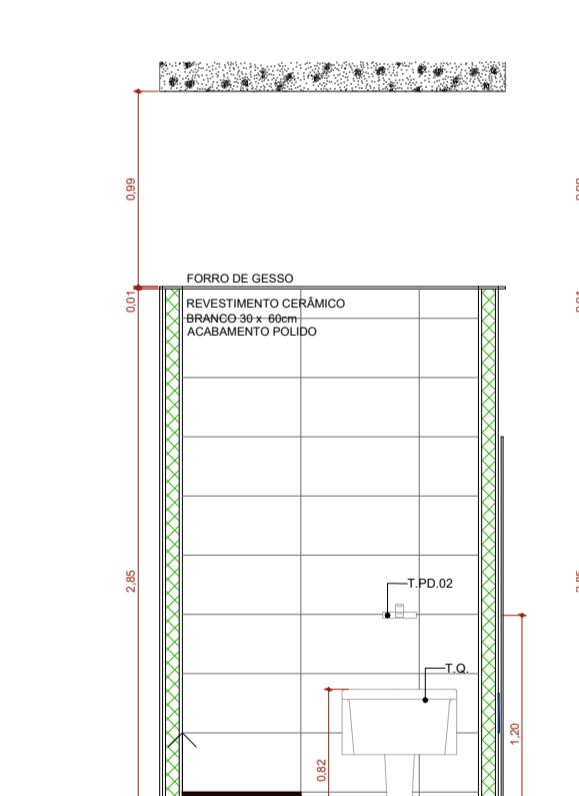 0,99
FORRO DE GESSO
0,01
REVESTIMENTO CERÂMICO
BRANCO 30 x 60cm
ACABAMENTO POLIDO
2,85
T.PD.02
T.Q.
1,20
0,82